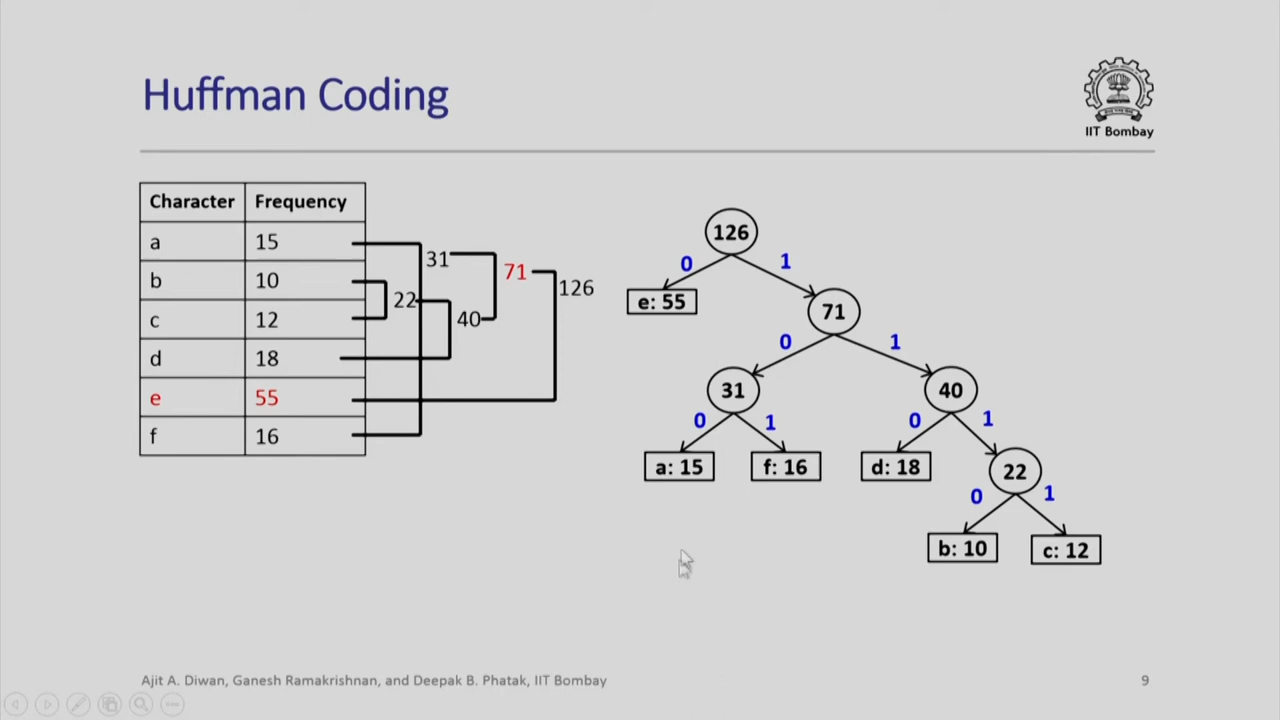 Huffman Coding
IIT Bombay
Character Frequency
a 15
b 10
c 12
d 18
e 55
f 16
31
22
40
71
126
126
0 1
e: 55
71
0 1
31
40
0 1
0 1
a: 15
f: 16
d: 18
22
0 1
b: 10
c: 12
Ajit A. Diwan, Ganesh Ramakrishnan, and Deepak B. Phatak, IIT Bombay
9